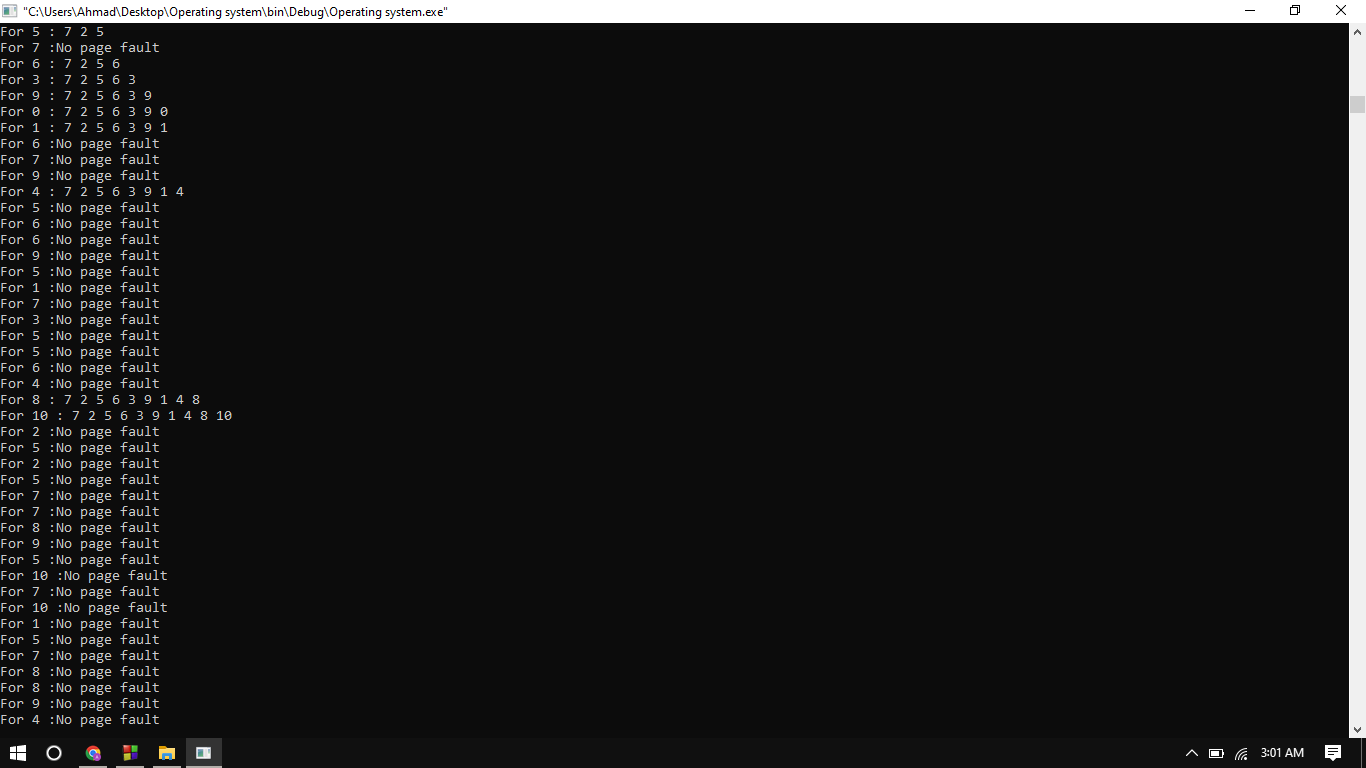 "C:\Users\Ahmad\Desktop\Operating system\bin\Debug\Operating system.exe"
For 5 : 7 2 5
For 7 :No page fault
For 6 : 7 2 5 6
For 3 : 7 2 5 6 3
For 9 : 7 2 5 6 3 9
For 0 : 7 2 5 6 3 9 0
For 1 : 7 2 5 6 3 9 1
For 6 :No page fault
For 7 :No page fault
For 9 :No page fault
For 4 : 7 2 5 6 3 9 1 4
For 5 :No page fault
For 6 :No page fault
For 6 :No page fault
For 9 :No page fault
For 5 :No page fault
For 1 :No page fault
For 7 :No page fault
For 3 :No page fault
For 5 :No page fault
For 5 :No page fault
For 6 :No page fault
For 4 :No page fault
For 8 : 7 2 5 6 3 9 1 4 8
For 10 : 7 2 5 6 3 9 1 4 8 10
For 2 :No page fault
For 5 :No page fault
For 2 :No page fault
For 5 :No page fault
For 7 :No page fault
For 7 :No page fault
For 8 :No page fault
For 9 :No page fault
For 5 :No page fault
For 10 :No page fault
For 7 :No page fault
For 10 :No page fault
For 1 :No page fault
For 5 :No page fault
For 7 :No page fault
For 8 :No page fault
For 8 :No page fault
For 9 :No page fault
For 4 :No page fault
3:01 AM